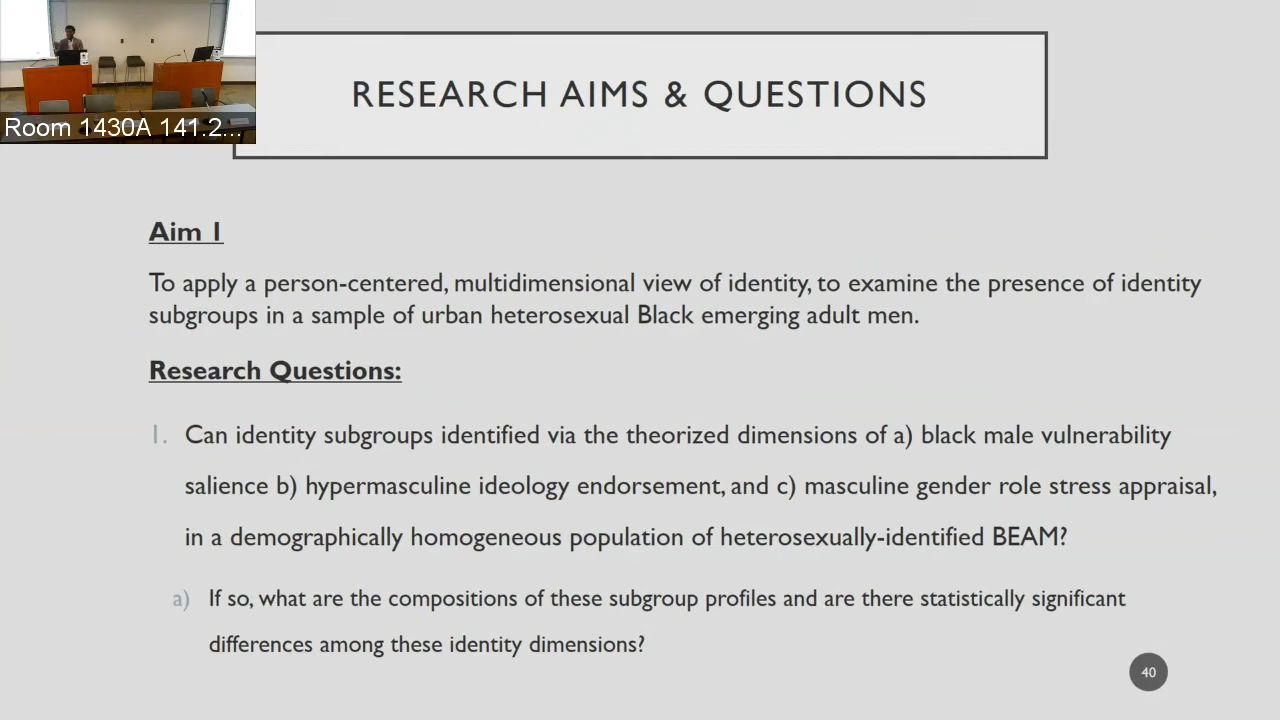 Room 1430A 141.2...
RESEARCH AIMS & QUESTIONS
Aim 1
To apply a person-centered, multidimensional view of identity, to examine the presence of identity
subgroups in a sample of urban heterosexual Black emerging adult men.
Research Questions:
1. Can identity subgroups identified via the theorized dimensions of a) black male vulnerability
salience b) hypermasculine ideology endorsement, and c) masculine gender role stress appraisal,
in a demographically homogeneous population of heterosexually-identified BEAM?
a) If so, what are the compositions of these subgroup profiles and are there statistically significant
differences among these identity dimensions?
40